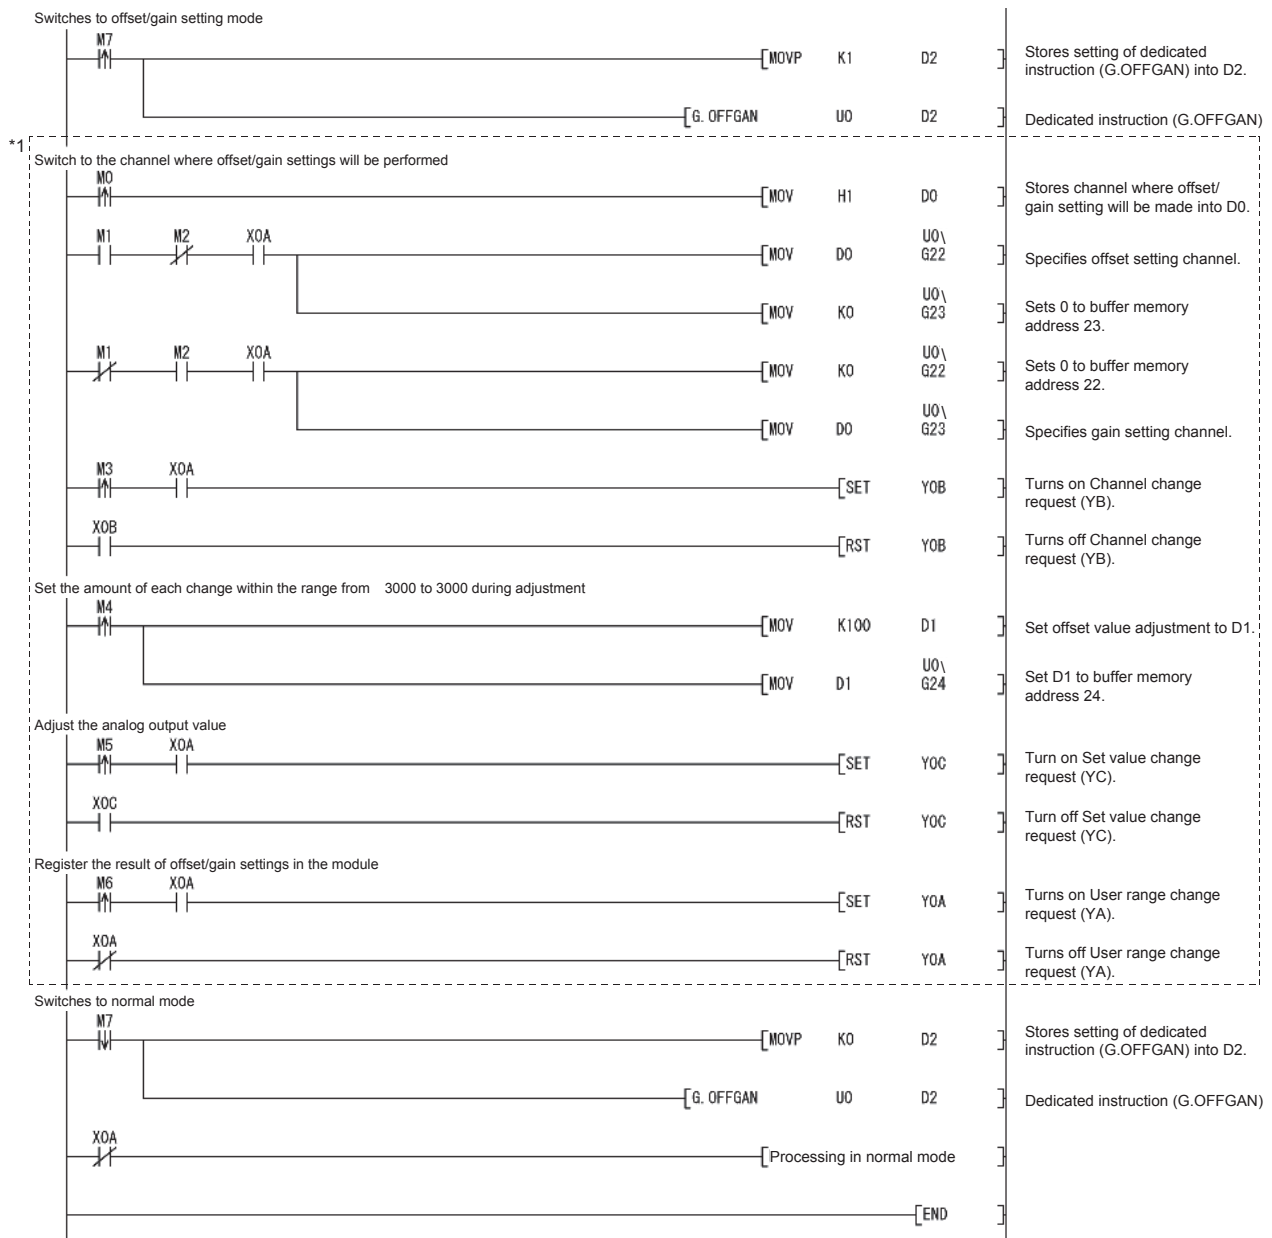 Switches to offset/gain setting mode
M7
[MOVP K1 D2 ]
Stores setting of dedicated
instruction (G.OFFGAN) into D2.
[G. OFFGAN U0 D2 ]
Dedicated instruction (G.OFFGAN)
*1
Switch to the channel where offset/gain settings will be performed
M0
[MOV H1 D0 ]
Stores channel where offset/
gain setting will be made into D0.
M1 M2 X0A
[MOV D0 U0\
G22 ]
Specifies offset setting channel.
[MOV K0 U0\
G23 ]
Sets 0 to buffer memory
address 23.
M1 M2 X0A
[MOV K0 U0\
G22 ]
Sets 0 to buffer memory
address 22.
[MOV D0 U0\
G23 ]
Specifies gain setting channel.
M3 X0A
[SET Y0B ]
Turns on Channel change
request (YB).
X0B
[RST Y0B ]
Turns off Channel change
request (YB).
Set the amount of each change within the range from 3000 to 3000 during adjustment
M4
[MOV K100 D1 ]
Set offset value adjustment to D1.
[MOV D1 U0\
G24 ]
Set D1 to buffer memory
address 24.
Adjust the analog output value
M5 X0A
[SET Y0C ]
Turn on Set value change
request (YC).
X0C
[RST Y0C ]
Turn off Set value change
request (YC).
Register the result of offset/gain settings in the module
M6 X0A
[SET Y0A ]
Turns on User range change
request (YA).
X0A
[RST Y0A ]
Turns off User range change
request (YA).
Switches to normal mode
M7
[MOVP K0 D2 ]
Stores setting of dedicated
instruction (G.OFFGAN) into D2.
[G. OFFGAN U0 D2 ]
Dedicated instruction (G.OFFGAN)
X0A
[Processing in normal mode ]
[END ]